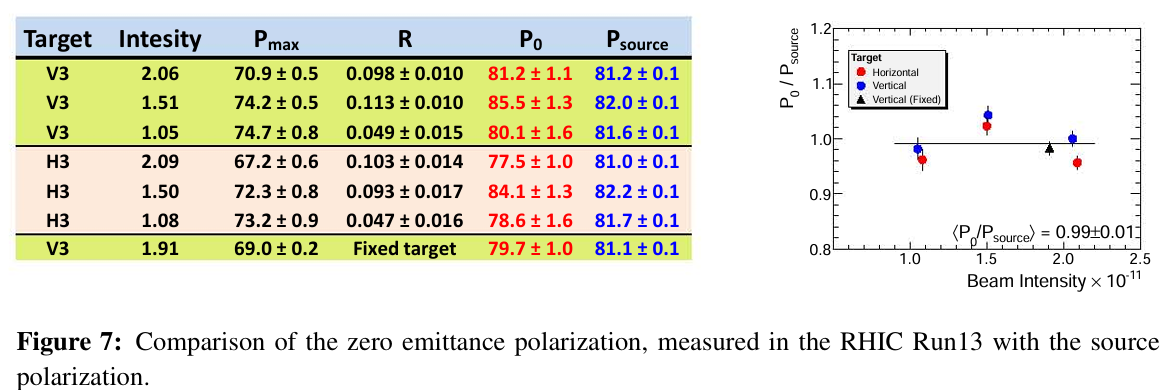 Target Intesity Pmax R P0 Psource
V3 2.06 70.9 ± 0.5 0.098 ± 0.010 81.2 ± 1.1 81.2 ± 0.1
V3 1.51 74.2 ± 0.5 0.113 ± 0.010 85.5 ± 1.3 82.0 ± 0.1
V3 1.05 74.7 ± 0.8 0.049 ± 0.015 80.1 ± 1.6 81.6 ± 0.1
H3 2.09 67.2 ± 0.6 0.103 ± 0.014 77.5 ± 1.0 81.0 ± 0.1
H3 1.50 72.3 ± 0.8 0.093 ± 0.017 84.1 ± 1.3 82.2 ± 0.1
H3 1.08 73.2 ± 0.9 0.047 ± 0.016 78.6 ± 1.6 81.7 ± 0.1
V3 1.91 69.0 ± 0.2 Fixed target 79.7 ± 1.0 81.1 ± 0.1
P0 / Psource
1.2
1.1
1.0
0.9
0.8
Target
Horizontal
Vertical
Vertical (Fixed)
⟨P0/Psource⟩ = 0.99±0.01
1.0 1.5 2.0 2.5
Beam Intensity × 10-11
Figure 7: Comparison of the zero emittance polarization, measured in the RHIC Run13 with the source
polarization.